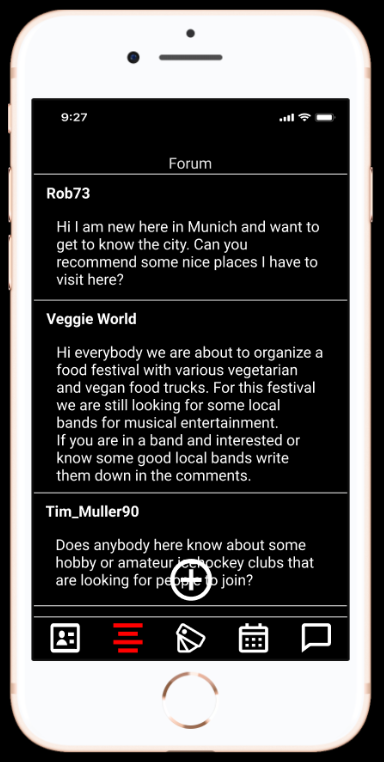 9:27
Forum
Rob73
Hi I am new here in Munich and want to
get to know the city. Can you
recommend some nice places I have to
visit here?
Veggie World
Hi everybody we are about to organize a
food festival with various vegetarian
and vegan food trucks. For this festival
we are still looking for some local
bands for musical entertainment.
If you are in a band and interested or
know some good local bands write
them down in the comments.
Tim_Muller90
Does anybody here know about some
hobby or amateur icehockey clubs that
are looking for people to join?